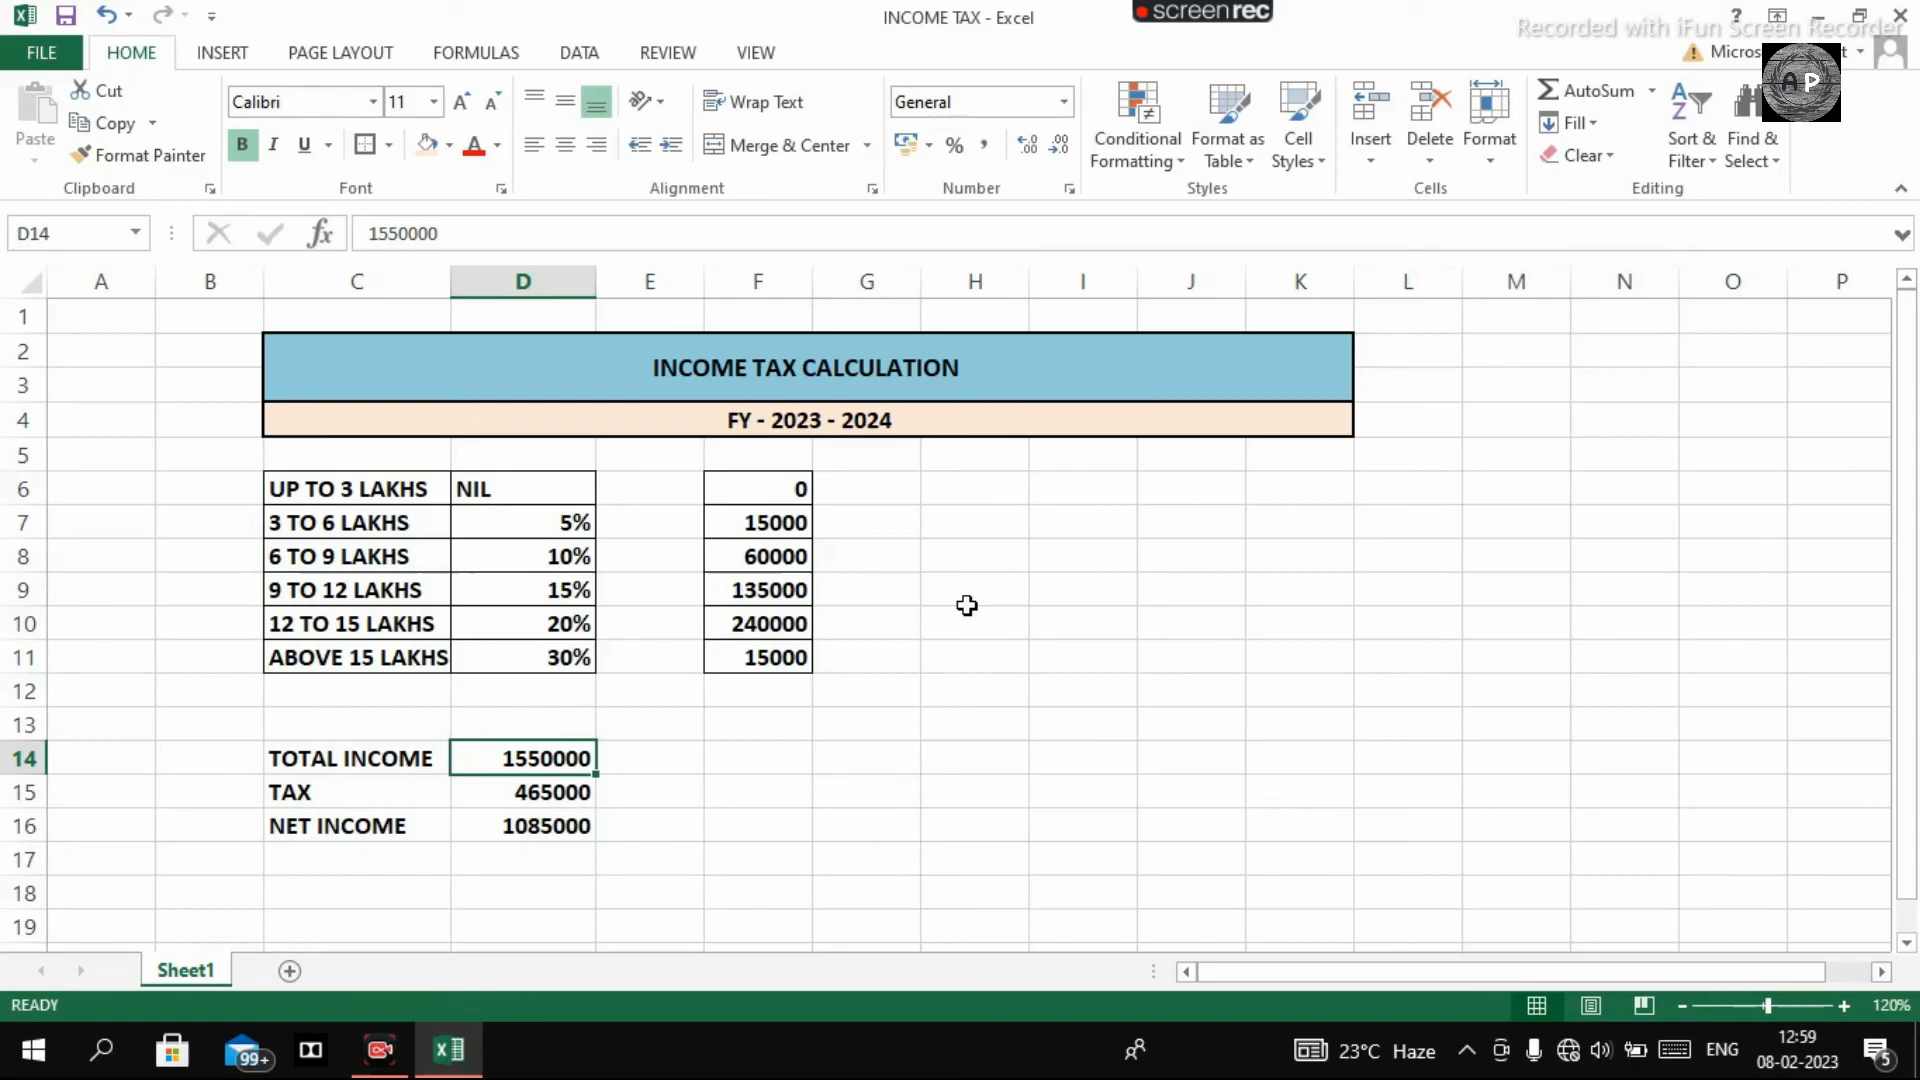 INCOME TAX - Excel
screenrec
Recorded with iFun Screen Recorder
FILE HOME INSERT PAGE LAYOUT FORMULAS DATA REVIEW VIEW
AP
Paste
Cut
Copy
Format Painter
Clipboard
Calibri 11
B I U
Font
Wrap Text
Merge & Center
Alignment
General
%
Number
Conditional Formatting
Format as Table
Cell Styles
Styles
Insert
Delete
Format
Cells
AutoSum
Fill
Clear
Sort & Filter
Find & Select
Editing
D14 fx 1550000
A B C D E F G H I J K L M N O P
1
2
INCOME TAX CALCULATION
3
4 FY - 2023 - 2024
5
6 UP TO 3 LAKHS NIL 0
7 3 TO 6 LAKHS 5% 15000
8 6 TO 9 LAKHS 10% 60000
9 9 TO 12 LAKHS 15% 135000
10 12 TO 15 LAKHS 20% 240000
11 ABOVE 15 LAKHS 30% 15000
12
13
14 TOTAL INCOME 1550000
15 TAX 465000
16 NET INCOME 1085000
17
18
19
Sheet1
READY 120%
99+
23°C Haze
ENG
12:59
08-02-2023
5